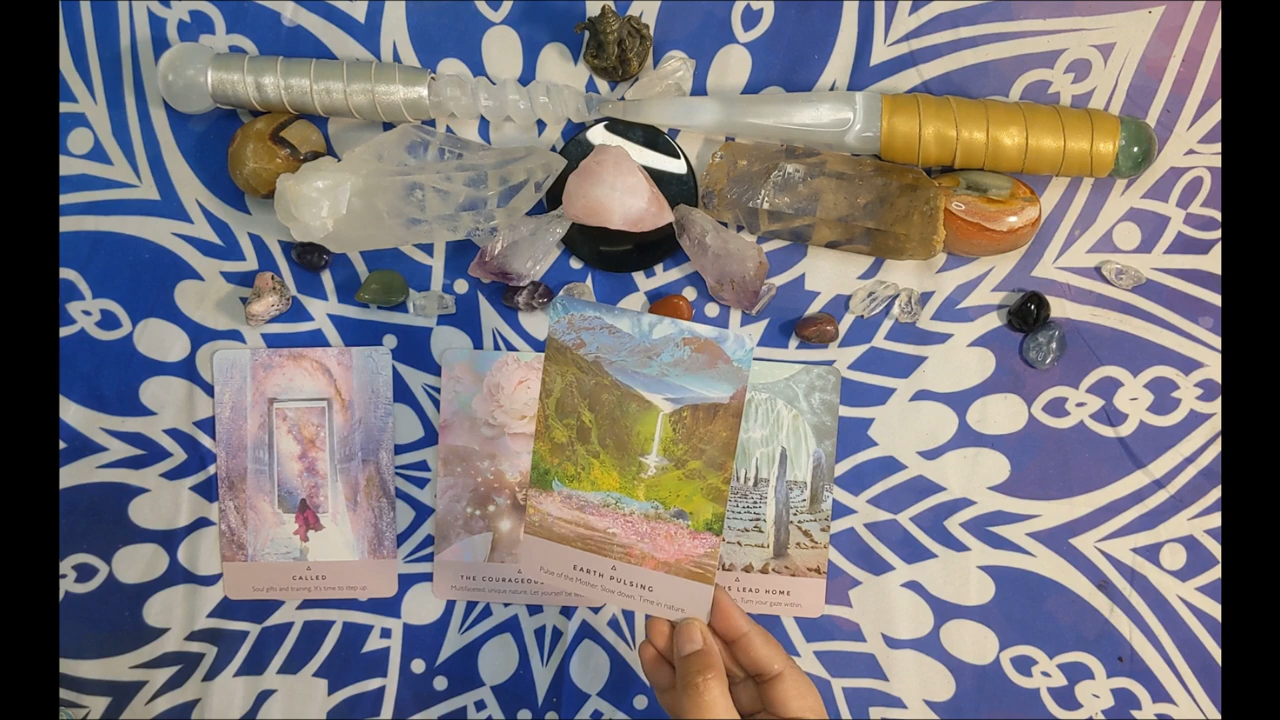 CALLED
Soul gifts and training. It's time to step up.
THE COURAGEOU
Multifaceted, unique nature. Let yourself be
EARTH PULSING
Pulse of the Mother. Slow down. Time in nature.
S LEAD HOME
Turn your gaze within.